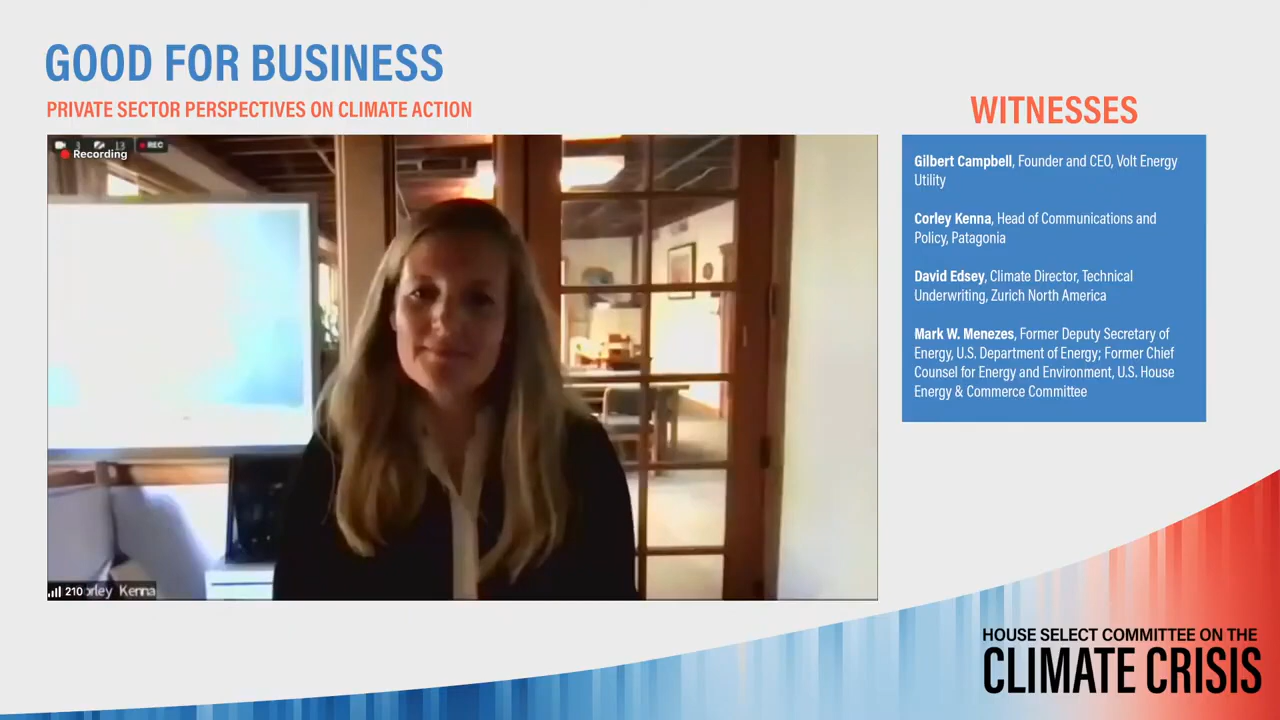 GOOD FOR BUSINESS
PRIVATE SECTOR PERSPECTIVES ON CLIMATE ACTION
WITNESSES
13
REC
Recording
Gilbert Campbell, Founder and CEO, Volt Energy
Utility
Corley Kenna, Head of Communications and
Policy, Patagonia
David Edsey, Climate Director, Technical
Underwriting, Zurich North America
Mark W. Menezes, Former Deputy Secretary of
Energy, U.S. Department of Energy; Former Chief
Counsel for Energy and Environment, U.S. House
Energy & Commerce Committee
210 Kenna
HOUSE SELECT COMMITTEE ON THE
CLIMATE CRISIS